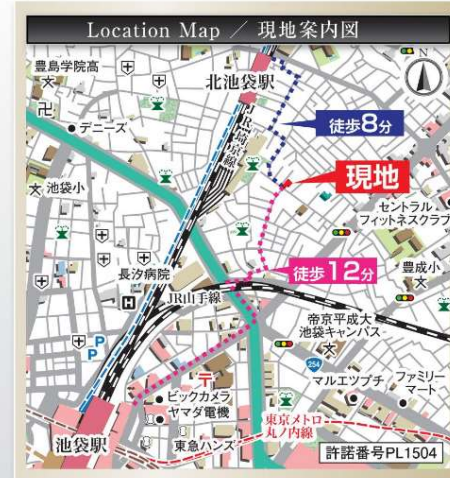 Location Map ／ 現地案内図
豊島学院高
北池袋駅
N
デニーズ
JR埼京線
徒歩8分
現地
池袋小
セントラル
フィットネスクラブ
長汐病院
徒歩12分
豊成小
H
JR山手線
帝京平成大
池袋キャンパス
P
P
254
マルエツプチ
ファミリー
マート
ビックカメラ
ヤマダ電機
東京メトロ
丸ノ内線
池袋駅
東急ハンズ
許諾番号PL1504